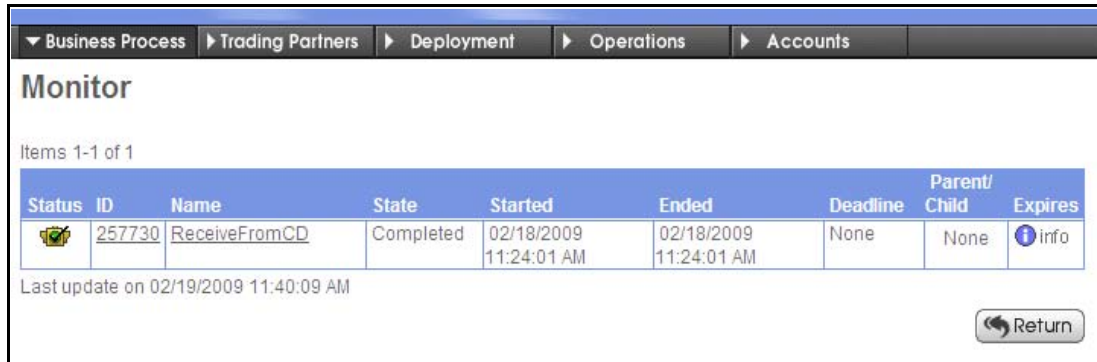 Business Process Trading Partners Deployment Operations Accounts
Monitor
Items 1-1 of 1
Status ID Name State Started Ended Deadline Parent/ Child Expires
257730 ReceiveFromCD Completed 02/18/2009 11:24:01 AM 02/18/2009 11:24:01 AM None None info
Last update on 02/19/2009 11:40:09 AM
Return